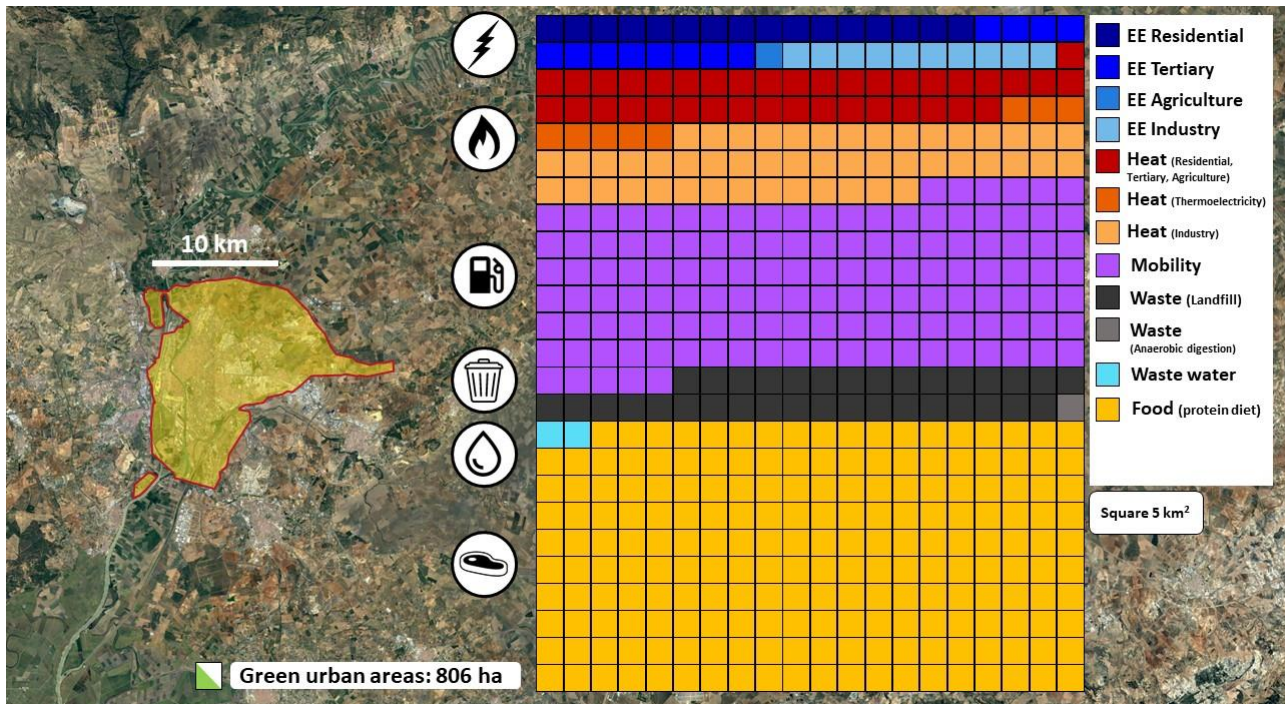 10 km
Green urban areas: 806 ha
EE Residential
EE Tertiary
EE Agriculture
EE Industry
Heat (Residential,
Tertiary, Agriculture)
Heat (Thermoelectricity)
Heat (Industry)
Mobility
Waste (Landfill)
Waste
(Anaerobic digestion)
Waste water
Food (protein diet)
Square 5 km²